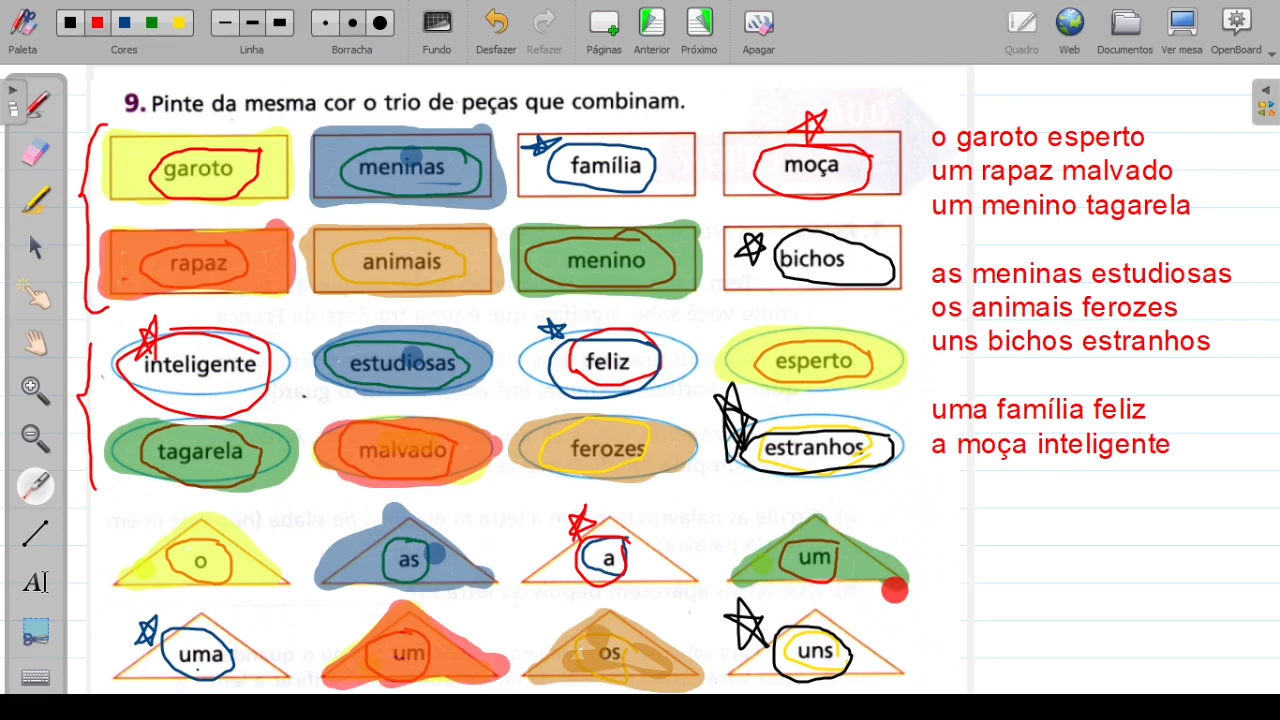 Paleta
Cores
Linha
Borracha
Fundo
Desfazer
Refazer
Páginas
Anterior
Próximo
Apagar
Quadro
Web
Documentos
Ver mesa
OpenBoard
9. Pinte da mesma cor o trio de peças que combinam.
garoto meninas família moça
rapaz animais menino bichos
inteligente estudiosas feliz esperto
tagarela malvado ferozes estranhos
o as a um
uma um os uns
o garoto esperto
um rapaz malvado
um menino tagarela
as meninas estudiosas
os animais ferozes
uns bichos estranhos
uma família feliz
a moça inteligente